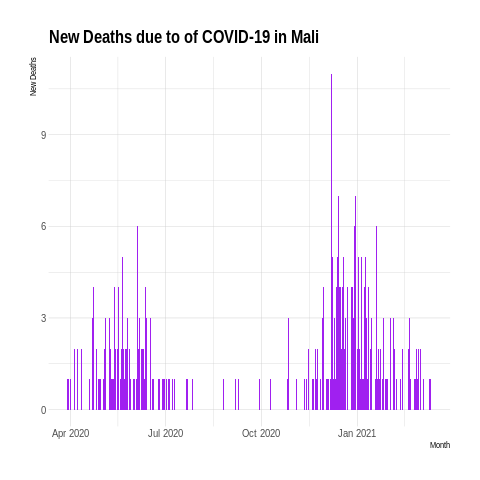 New Deaths due to of COVID-19 in Mali
New Deaths
9
6
3
0
Apr 2020 Jul 2020 Oct 2020 Jan 2021
Month